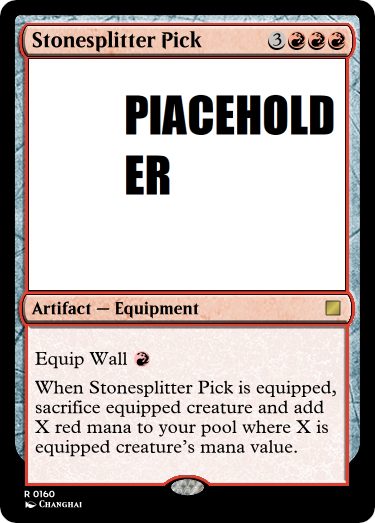 Stonesplitter Pick 3
PIACEHOLD
ER
Artifact — Equipment
Equip Wall
When Stonesplitter Pick is equipped,
sacrifice equipped creature and add
X red mana to your pool where X is
equipped creature's mana value.
R 0160
Changhai